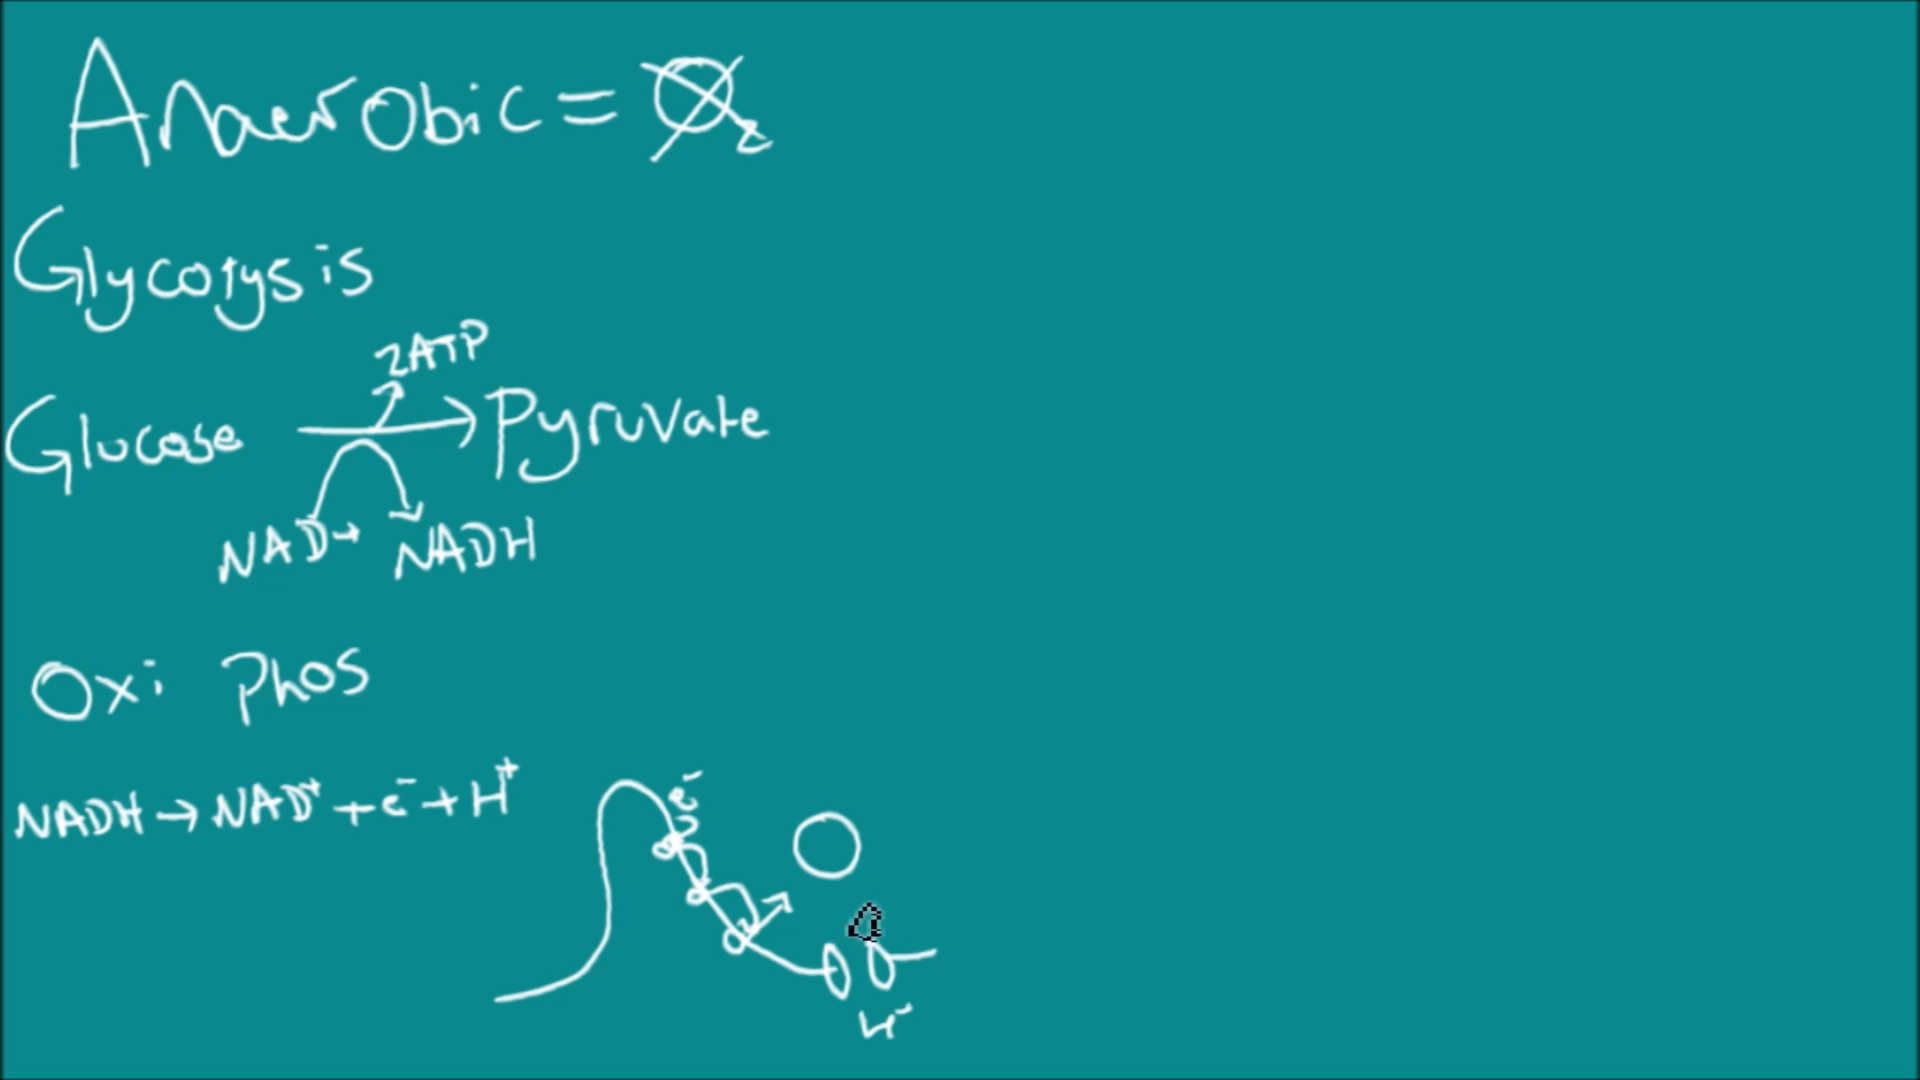 Anaerobic = O2
Glycolysis
2ATP
Glucose → Pyruvate
NAD+ NADH
Oxi Phos
NADH → NAD+ + e- + H+
e-